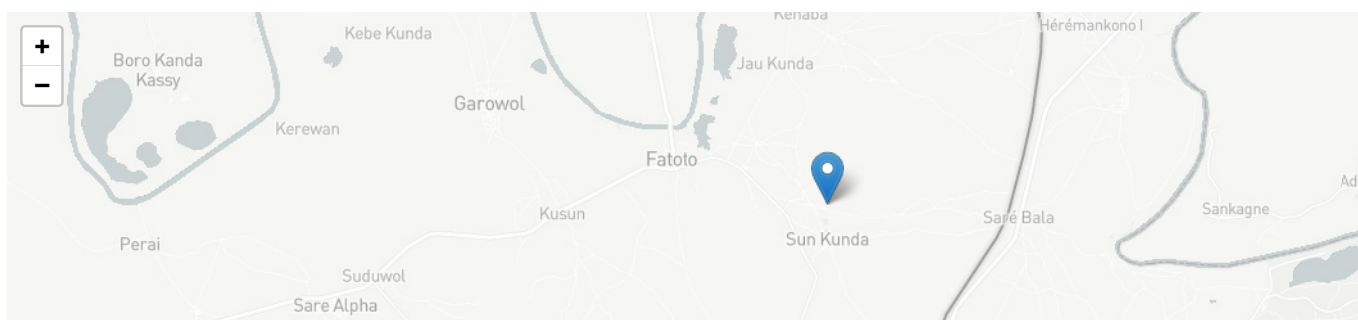 +
−
Kenaba
Hérémankono I
Kebe Kunda
Boro Kanda
Kassy
Jau Kunda
Garowol
Kerewan
Fatoto
Ad
Sankagne
Kusun
Saré Bala
Perai
Sun Kunda
Suduwol
Sare Alpha